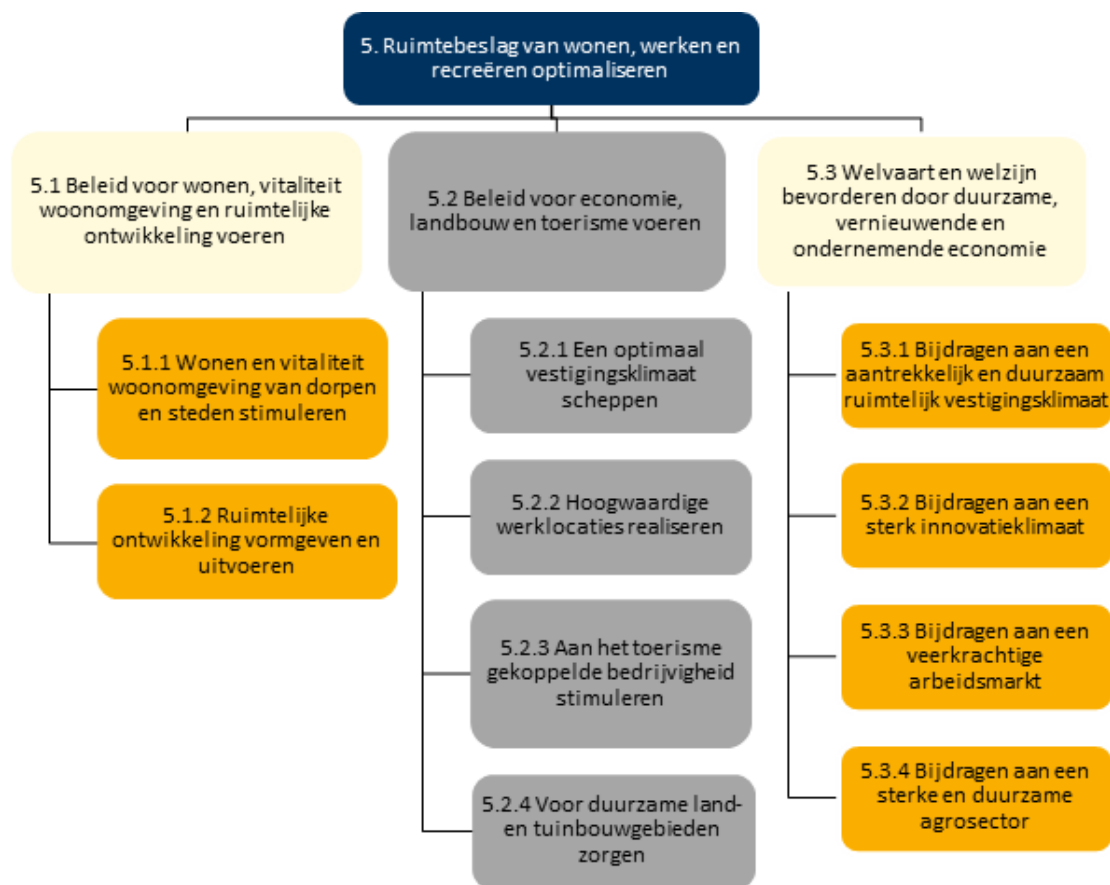 5. Ruimtebeslag van wonen, werken en
recreëren optimaliseren
5.1 Beleid voor wonen, vitaliteit
woonomgeving en ruimtelijke
ontwikkeling voeren
5.1.1 Wonen en vitaliteit
woonomgeving van dorpen
en steden stimuleren
5.1.2 Ruimtelijke
ontwikkeling vormgeven en
uitvoeren
5.2 Beleid voor economie,
landbouw en toerisme voeren
5.2.1 Een optimaal
vestigingsklimaat
scheppen
5.2.2 Hoogwaardige
werklocaties realiseren
5.2.3 Aan het toerisme
gekoppelde bedrijvigheid
stimuleren
5.2.4 Voor duurzame land-
en tuinbouwgebieden
zorgen
5.3 Welvaart en welzijn
bevorderen door duurzame,
vernieuwende en
ondernemende economie
5.3.1 Bijdragen aan een
aantrekkelijk en duurzaam
ruimtelijk vestigingsklimaat
5.3.2 Bijdragen aan een
sterk innovatieklimaat
5.3.3 Bijdragen aan een
veerkrachtige
arbeidsmarkt
5.3.4 Bijdragen aan een
sterke en duurzame
agrosector